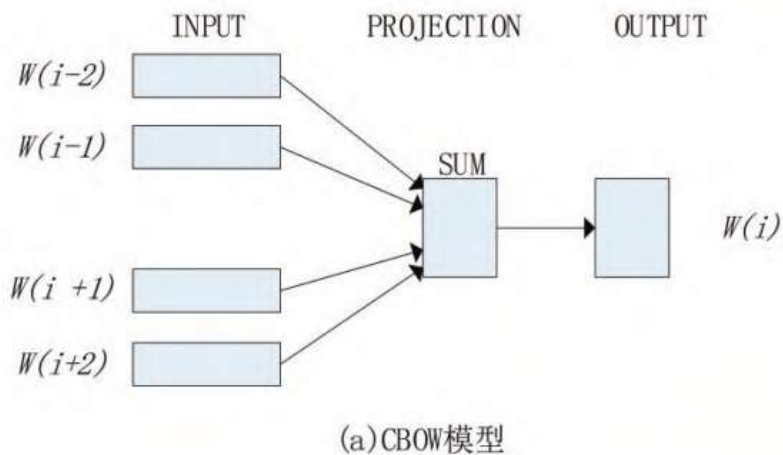 INPUT PROJECTION OUTPUT
W(i-2)
W(i-1)
SUM
W(i)
W(i +1)
W(i+2)
(a)CBOW模型